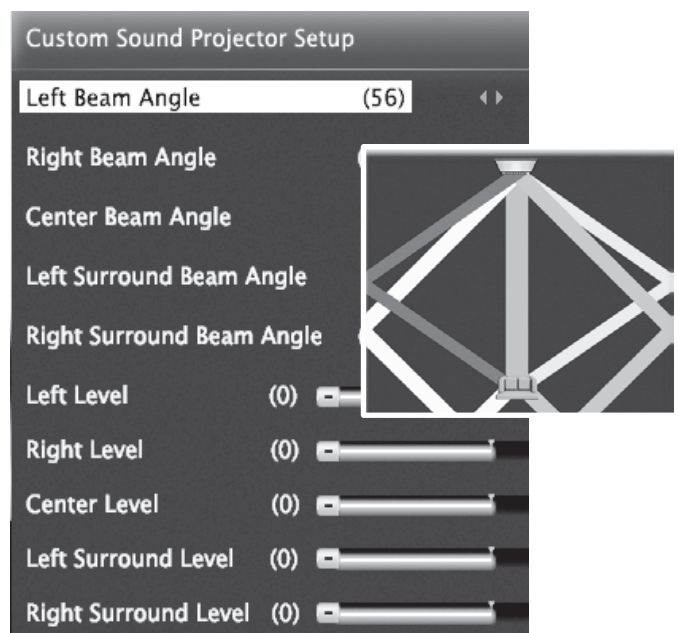 Custom Sound Projector Setup
Left Beam Angle (56)
Right Beam Angle
Center Beam Angle
Left Surround Beam Angle
Right Surround Beam Angle
Left Level (0) -
Right Level (0) -
Center Level (0) -
Left Surround Level (0) -
Right Surround Level (0) -